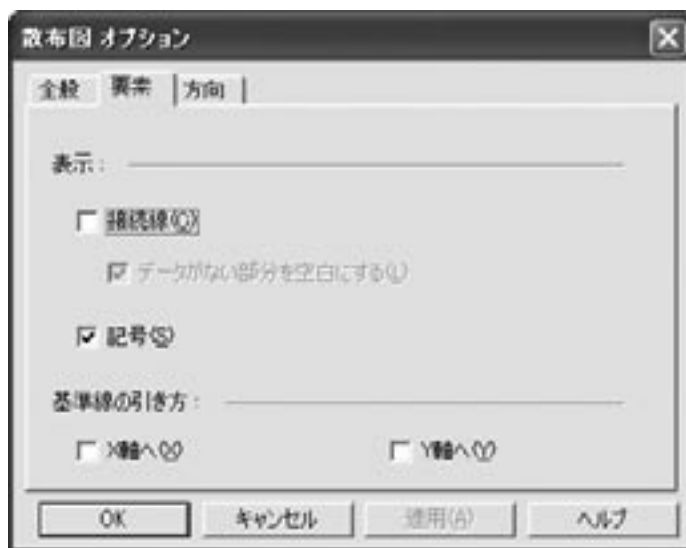 散布図 オプション
全般 要素 方向
表示:
接続線(C)
データがない部分を空白にする(L)
記号(S)
基準線の引き方:
X軸へ(X) Y軸へ(Y)
OK キャンセル 適用(A) ヘルプ